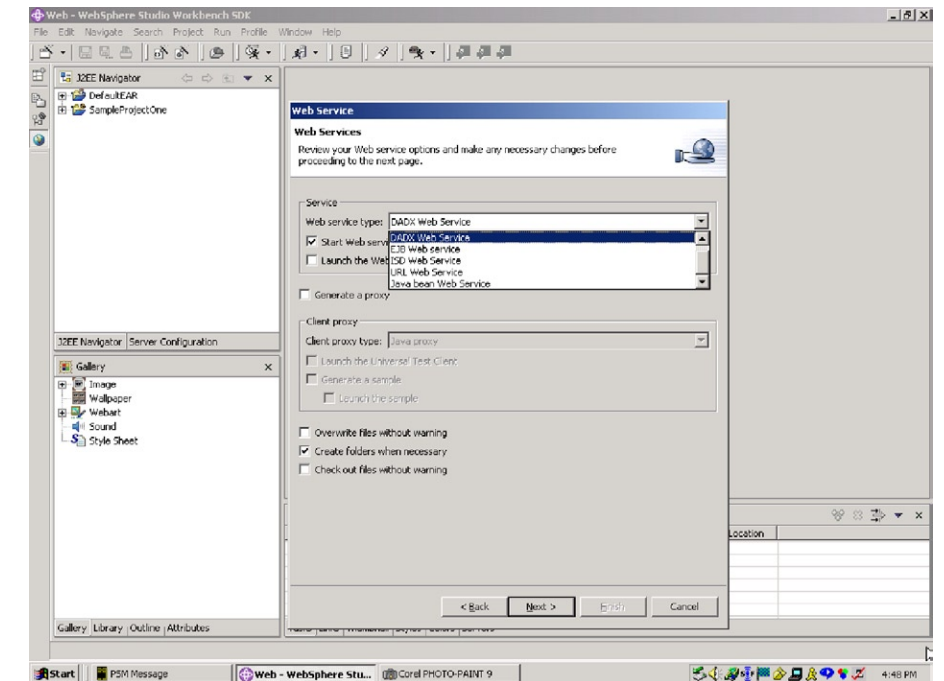 Web - WebSphere Studio Workbench SDK
File Edit Navigate Search Project Run Profile Window Help
J2EE Navigator
DefaultEAR
SampleProjectOne
J2EE Navigator Server Configuration
Gallery
Image
Wallpaper
Webart
Sound
Style Sheet
Gallery Library Outline Attributes
Web Service
Web Services
Review your Web service options and make any necessary changes before
proceeding to the next page.
Service
Web service type: DADX Web Service
Start Web servi
DADX Web Service
EJB Web service
Launch the Web
ISD Web Service
URL Web Service
Java bean Web Service
Generate a proxy
Client proxy
Client proxy type: Java proxy
Launch the Universal Test Client
Generate a sample
Launch the sample
Overwrite files without warning
Create folders when necessary
Check out files without warning
Location
< Back Next > Finish Cancel
Start PSM Message Web - WebSphere Stu... Corel PHOTO-PAINT 9 4:48 PM